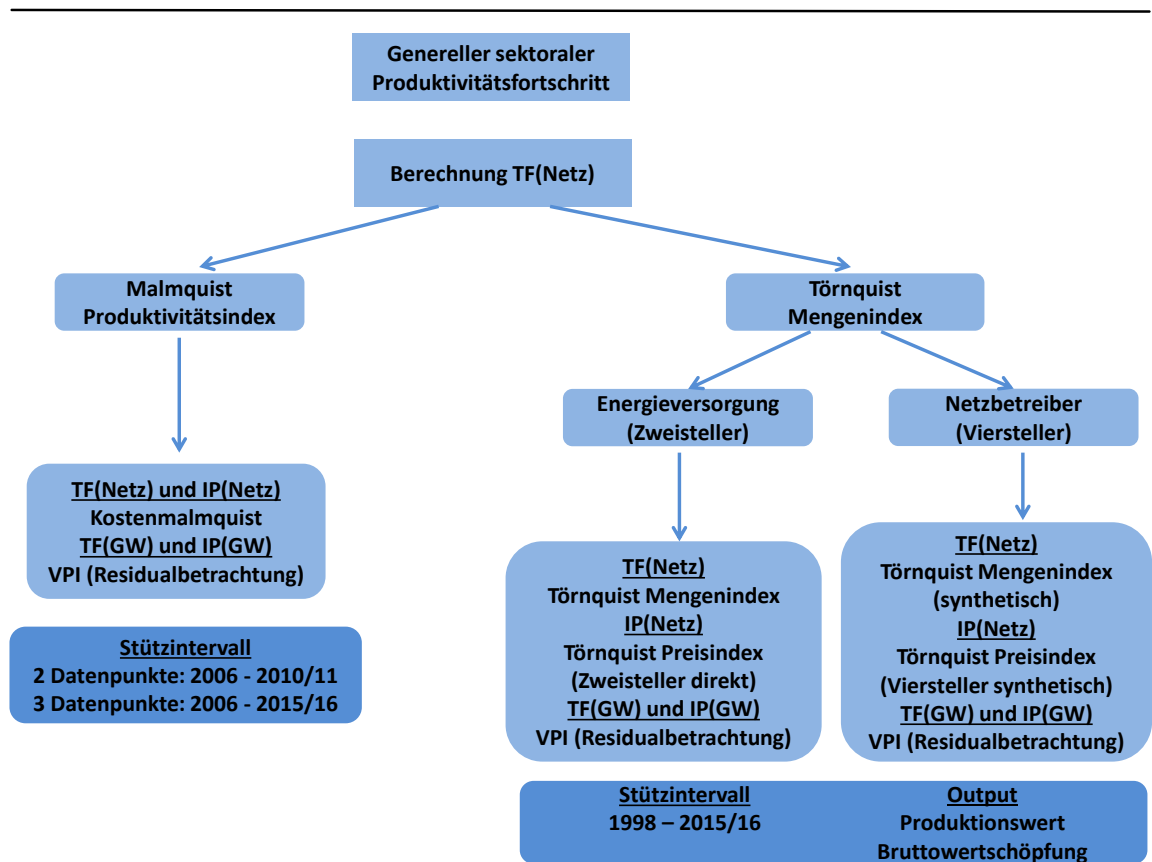 Genereller sektoraler
Produktivitätsfortschritt
Berechnung TF(Netz)
Malmquist
Produktivitätsindex
Törnquist
Mengenindex
Energieversorgung
(Zweisteller)
Netzbetreiber
(Viersteller)
TF(Netz) und IP(Netz)
Kostenmalmquist
TF(GW) und IP(GW)
VPI (Residualbetrachtung)
Stützintervall
2 Datenpunkte: 2006 - 2010/11
3 Datenpunkte: 2006 - 2015/16
TF(Netz)
Törnquist Mengenindex
IP(Netz)
Törnquist Preisindex
(Zweisteller direkt)
TF(GW) und IP(GW)
VPI (Residualbetrachtung)
TF(Netz)
Törnquist Mengenindex
(synthetisch)
IP(Netz)
Törnquist Preisindex
(Viersteller synthetisch)
TF(GW) und IP(GW)
VPI (Residualbetrachtung)
Stützintervall
1998 – 2015/16
Output
Produktionswert
Bruttowertschöpfung